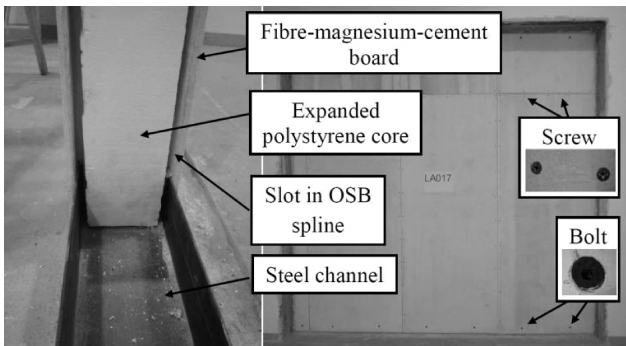 Fibre-magnesium-cement
board
Expanded
polystyrene core
Slot in OSB
spline
Steel channel
LA017
Screw
Bolt